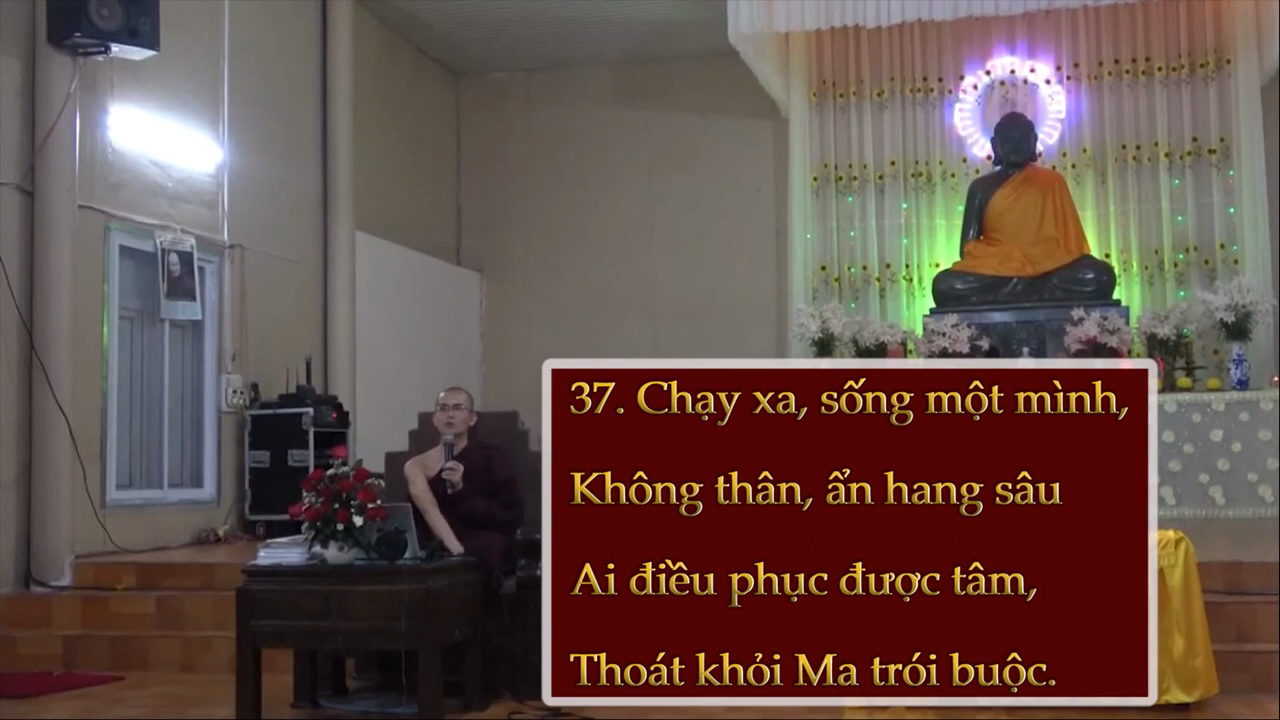 37. Chạy xa, sống một mình,
Không thân, ẩn hang sâu
Ai điều phục được tâm,
Thoát khỏi Ma trói buộc.